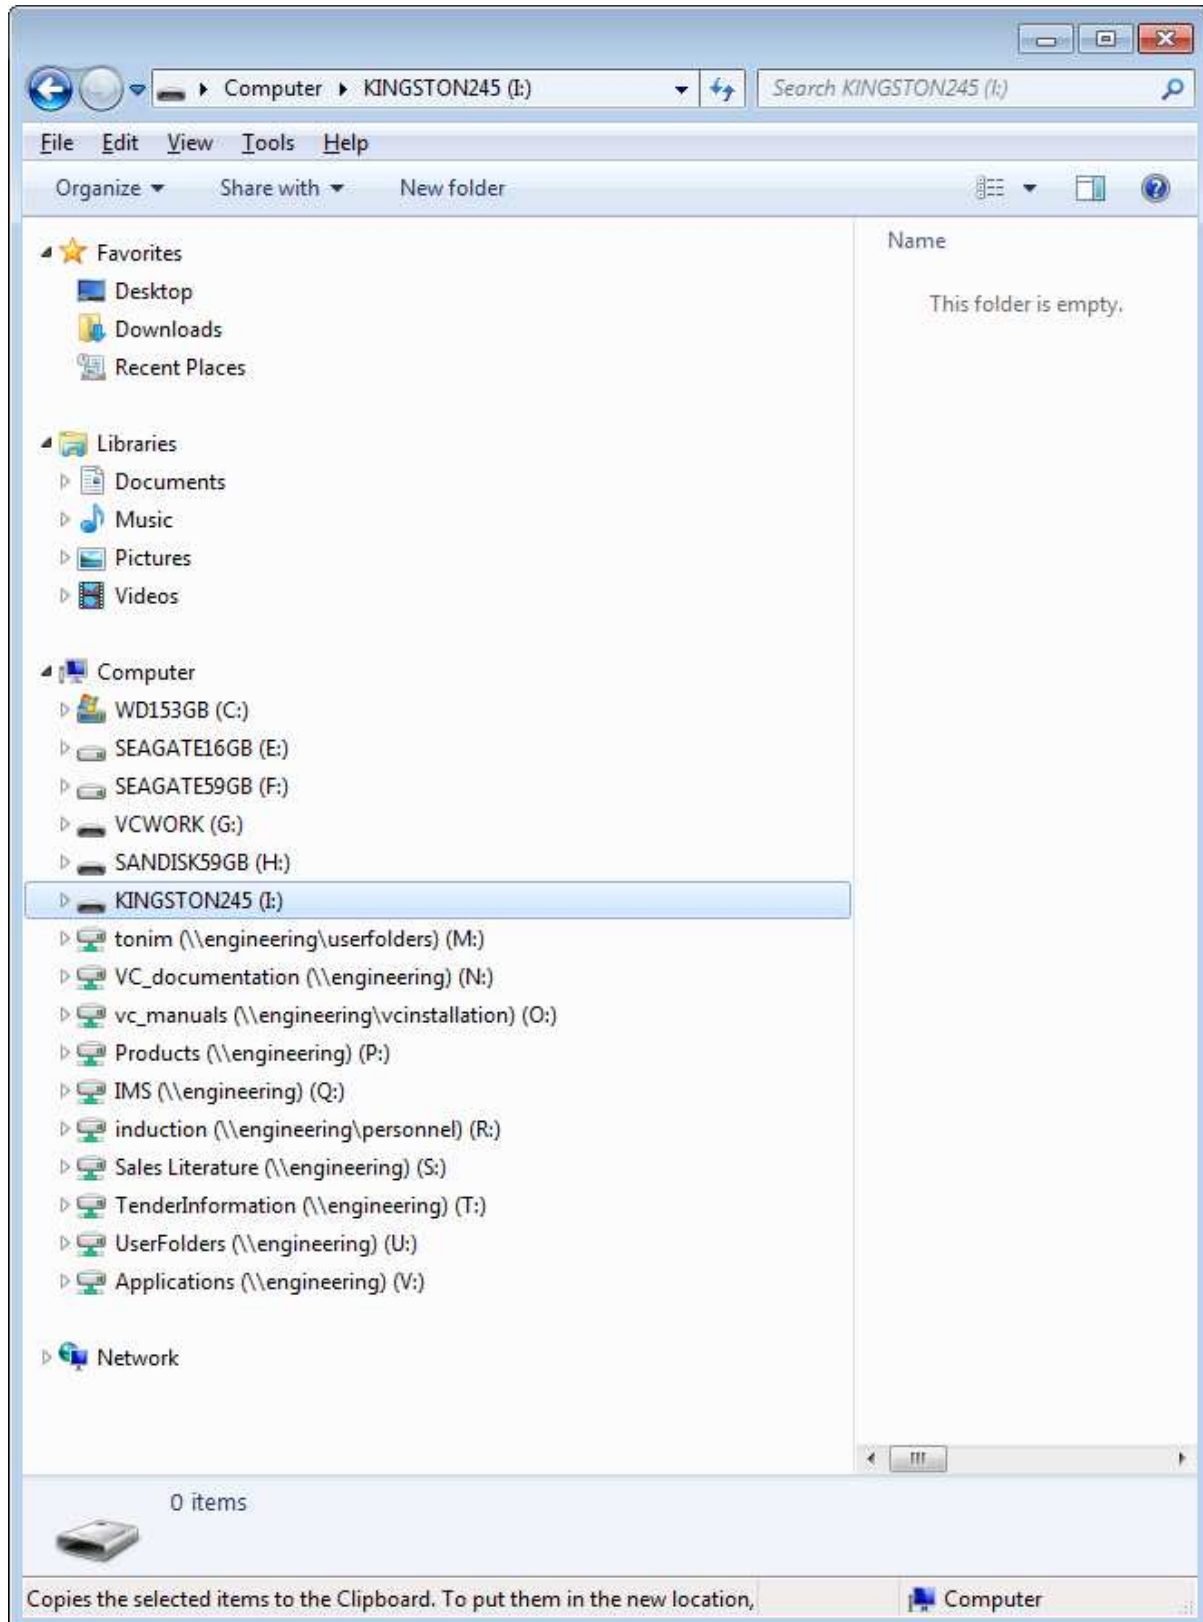 Computer KINGSTON245 (I:) Search KINGSTON245 (I:)
File Edit View Tools Help
Organize Share with New folder
Name
This folder is empty.
Favorites
Desktop
Downloads
Recent Places
Libraries
Documents
Music
Pictures
Videos
Computer
WD153GB (C:)
SEAGATE16GB (E:)
SEAGATE59GB (F:)
VCWORK (G:)
SANDISK59GB (H:)
KINGSTON245 (I:)
tonim (\\engineering\userfolders) (M:)
VC_documentation (\\engineering) (N:)
vc_manuals (\\engineering\vcinstallation) (O:)
Products (\\engineering) (P:)
IMS (\\engineering) (Q:)
induction (\\engineering\personnel) (R:)
Sales Literature (\\engineering) (S:)
TenderInformation (\\engineering) (T:)
UserFolders (\\engineering) (U:)
Applications (\\engineering) (V:)
Network
0 items
Copies the selected items to the Clipboard. To put them in the new location, Computer